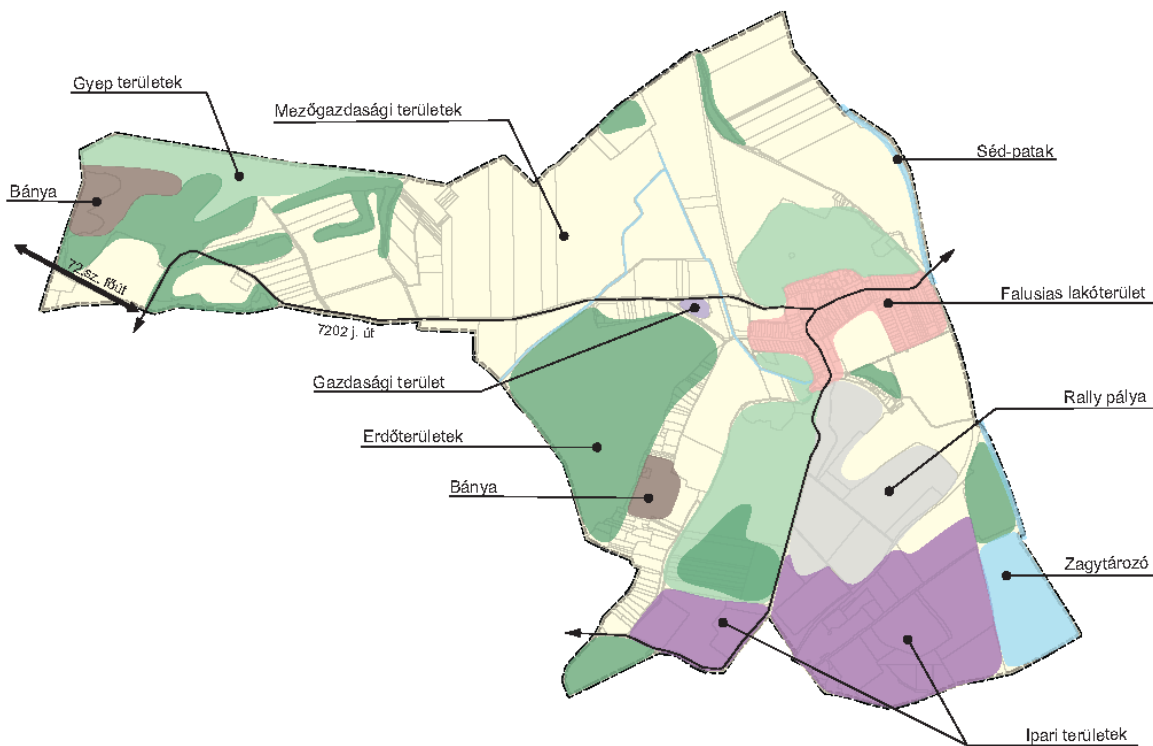 Gyep területek
Mezőgazdasági területek
Séd-patak
Bánya
72.sz. főút
Falusias lakóterület
7202 j. út
Gazdasági terület
Rally pálya
Erdőterületek
Bánya
Zagytározó
Ipari területek